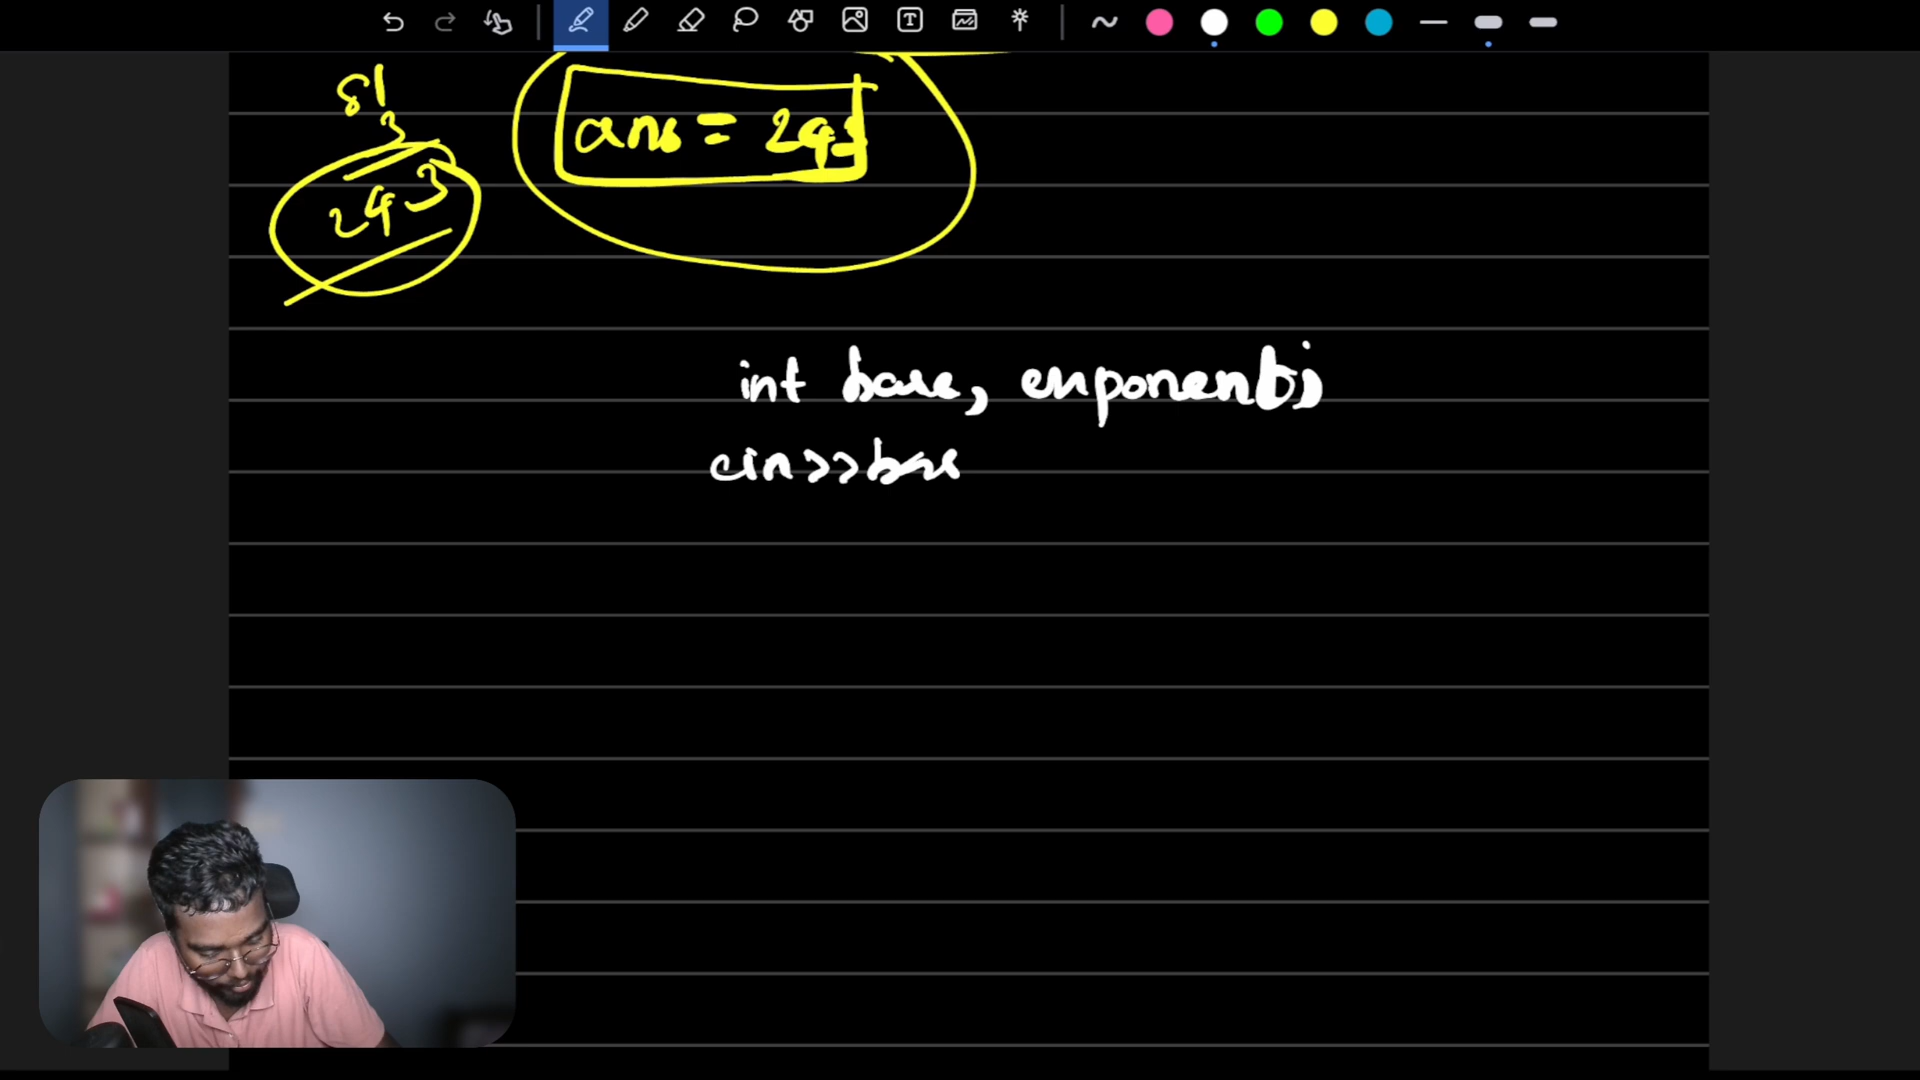 81
3
243
ans = 243
int base, exponent;
cin>>base